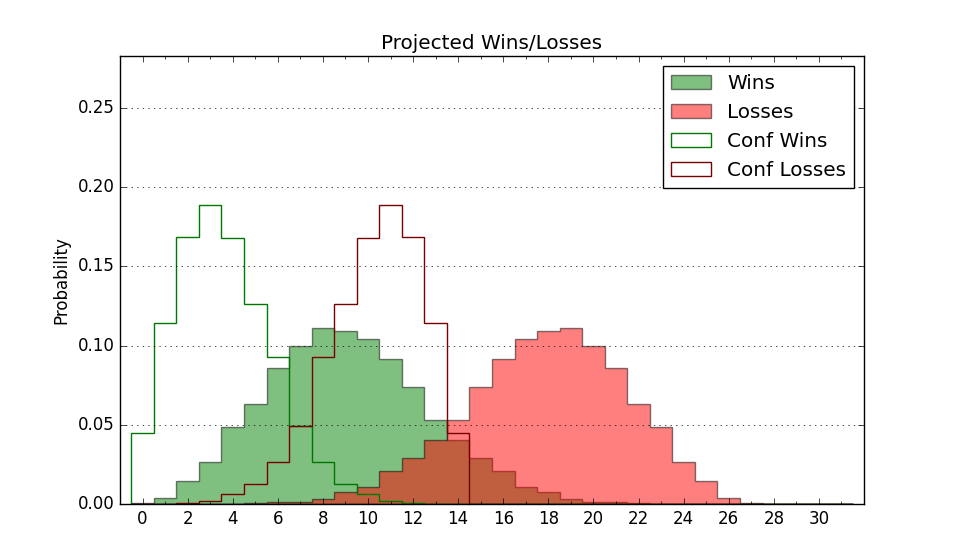 Projected Wins/Losses
Wins
Losses
Conf Wins
Conf Losses
Probability
0.25
0.20
0.15
0.10
0.05
0.00
0 2 4 6 8 10 12 14 16 18 20 22 24 26 28 30